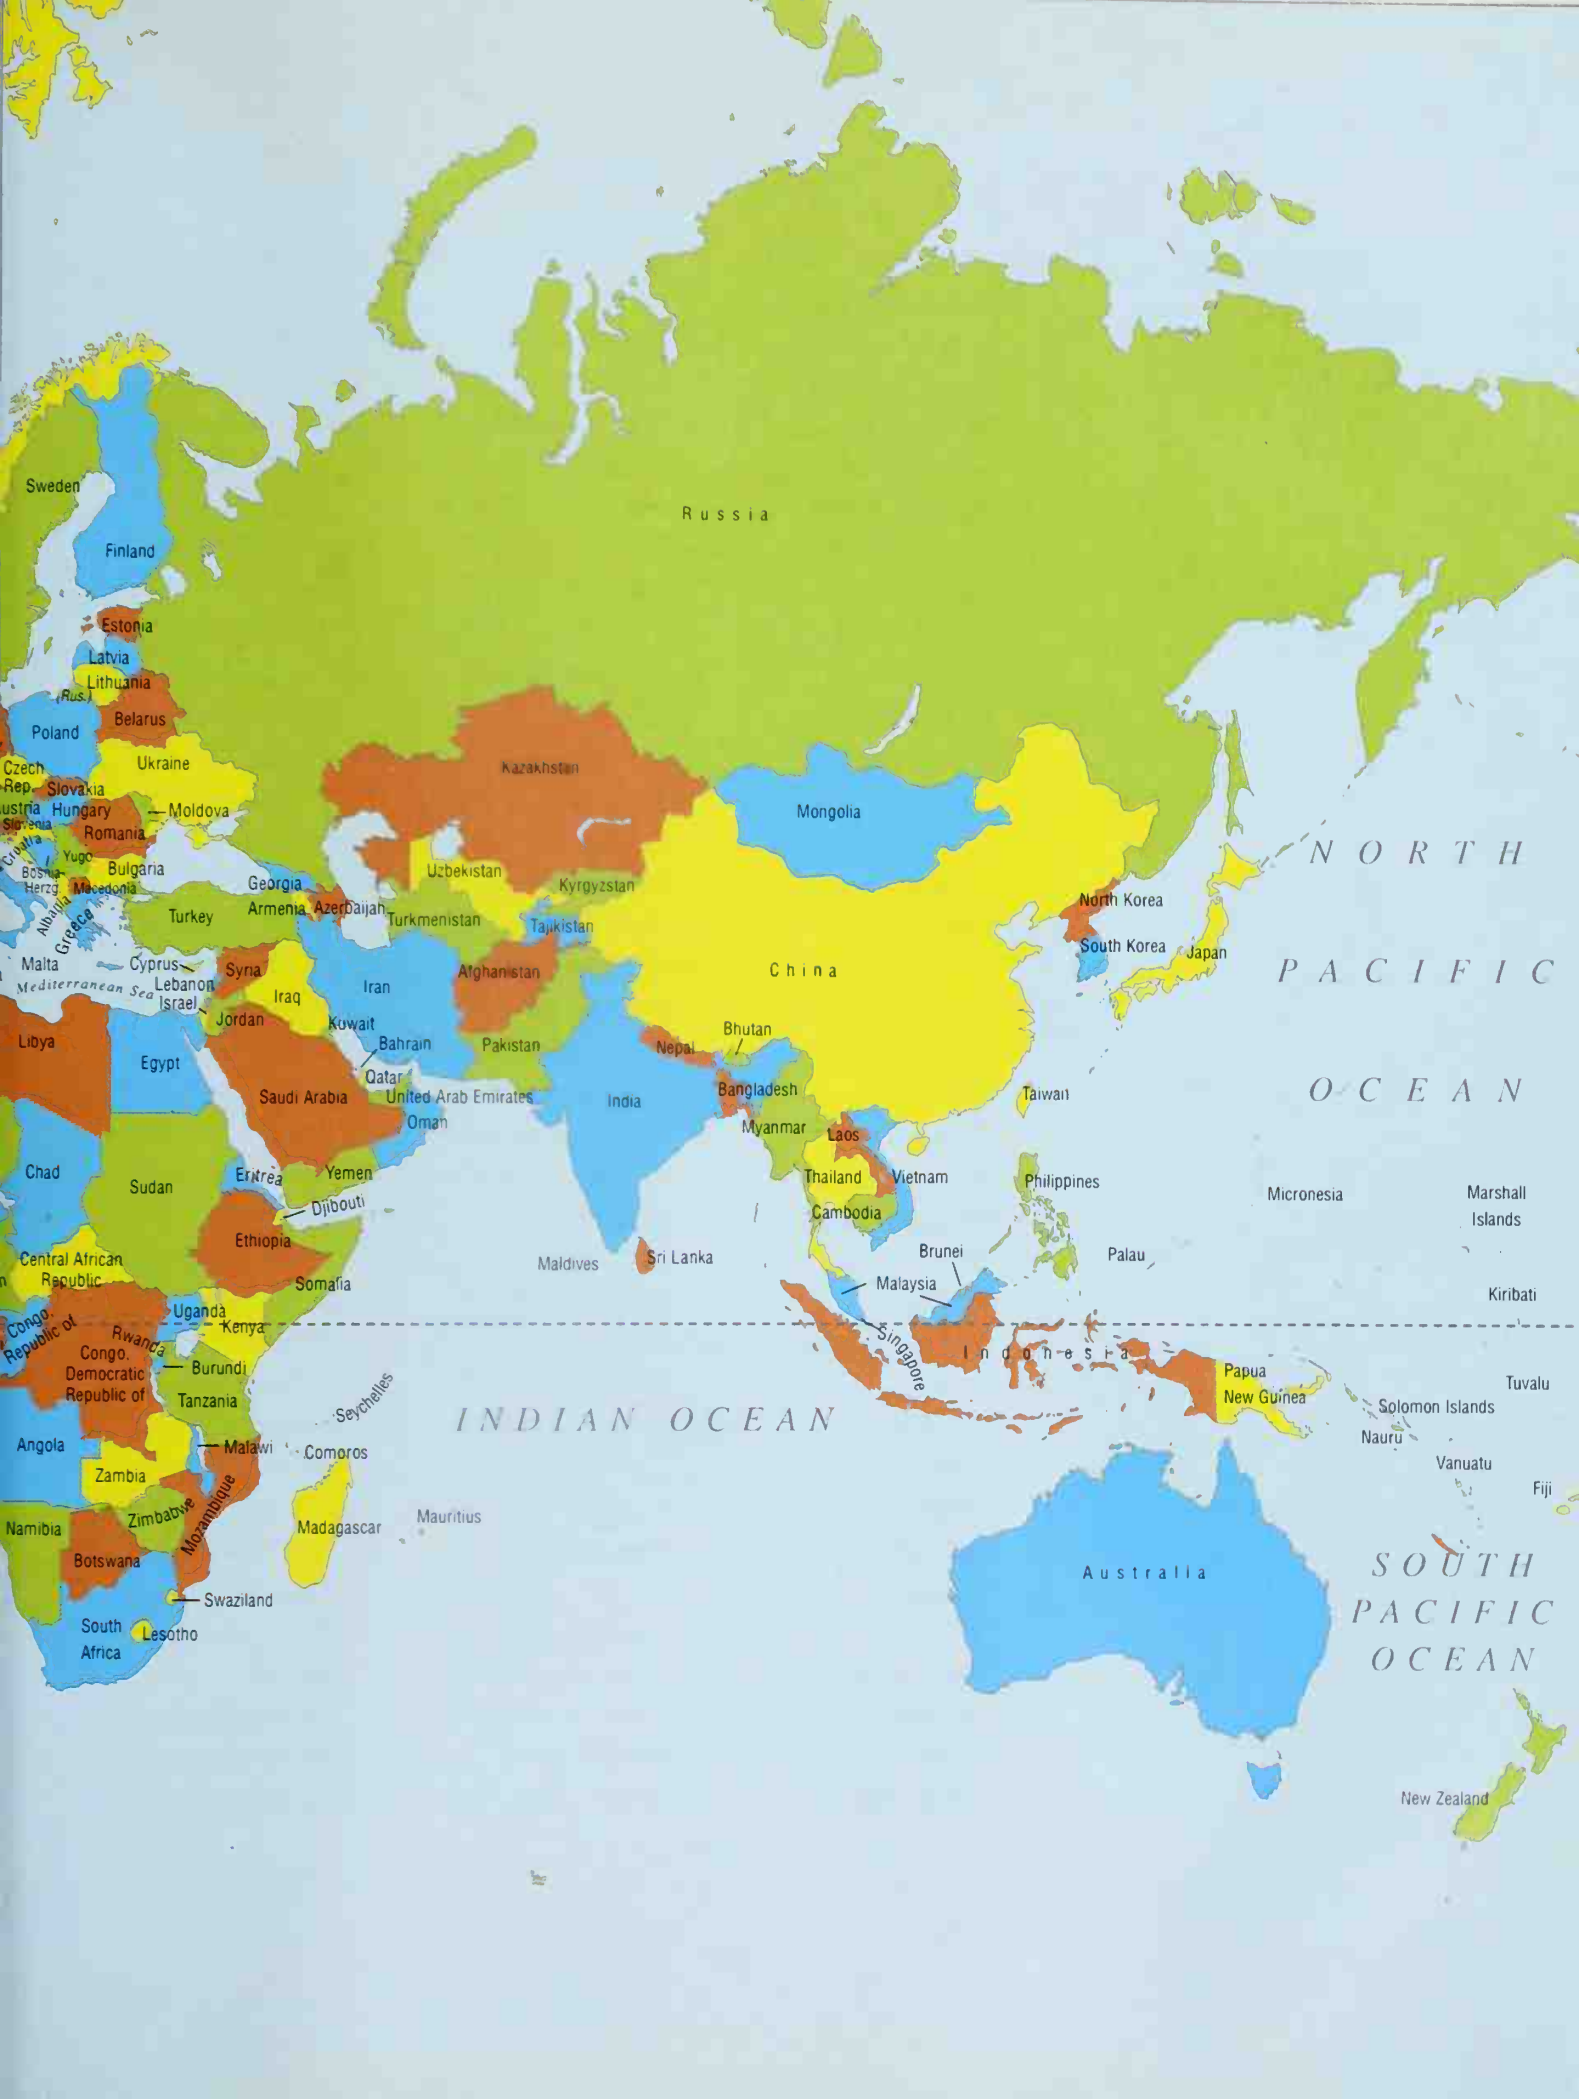 Russia
Sweden
Finland
Estonia
Latvia
Lithuania
(Rus.)
Belarus
Poland
Ukraine
Czech
Rep.
Slovakia
Kazakhstan
Hungary
Moldova
Mongolia
Slovenia
Romania
Croatia
Yugo
Bulgaria
Bosnia
Herzg.
Macedonia
Albania
Greece
Georgia
Armenia
Azerbaijan
Uzbekistan
Kyrgyzstan
Turkmenistan
Tajikistan
Turkey
North Korea
South Korea
Japan
NORTH
PACIFIC
OCEAN
Malta
Cyprus
Mediterranean Sea
Lebanon
Israel
Syria
Iraq
Iran
Afghanistan
China
Jordan
Kuwait
Bahrain
Qatar
United Arab Emirates
Pakistan
Nepal
Bhutan
Libya
Egypt
Saudi Arabia
Oman
India
Bangladesh
Myanmar
Laos
Taiwan
Chad
Sudan
Eritrea
Yemen
Djibouti
Thailand
Vietnam
Cambodia
Philippines
Micronesia
Marshall
Islands
Ethiopia
Central African
Republic
Somalia
Maldives
Sri Lanka
Brunei
Malaysia
Palau
Kiribati
Congo,
Republic of
Uganda
Kenya
Rwanda
Congo,
Democratic
Republic of
Burundi
Tanzania
Singapore
Indonesia
Papua
New Guinea
Tuvalu
Seychelles
INDIAN OCEAN
Solomon Islands
Nauru
Angola
Malawi
Comoros
Vanuatu
Zambia
Fiji
Zimbabwe
Mozambique
Namibia
Madagascar
Mauritius
Botswana
Australia
SOUTH
PACIFIC
OCEAN
Swaziland
South
Africa
Lesotho
New Zealand